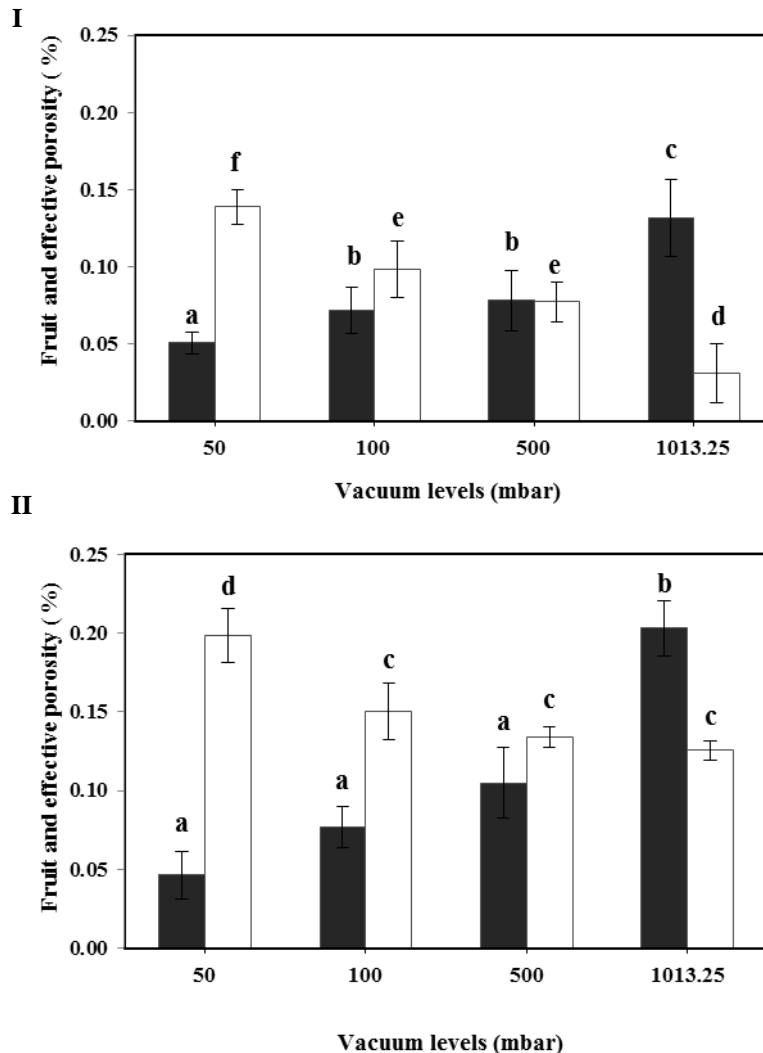 I
Fruit and effective porosity ( %)
0.25
0.20
0.15
0.10
0.05
0.00
a
f
b
e
b
e
c
d
50 100 500 1013.25
Vacuum levels (mbar)
II
Fruit and effective porosity ( %)
0.25
0.20
0.15
0.10
0.05
0.00
a
d
a
c
a
c
b
c
50 100 500 1013.25
Vacuum levels (mbar)